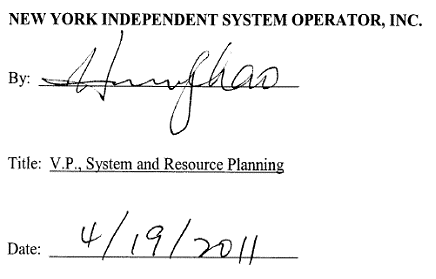 NEW YORK INDEPENDENT SYSTEM OPERATOR, INC.
By:
Title: V.P., System and Resource Planning
Date: 4/19/2011